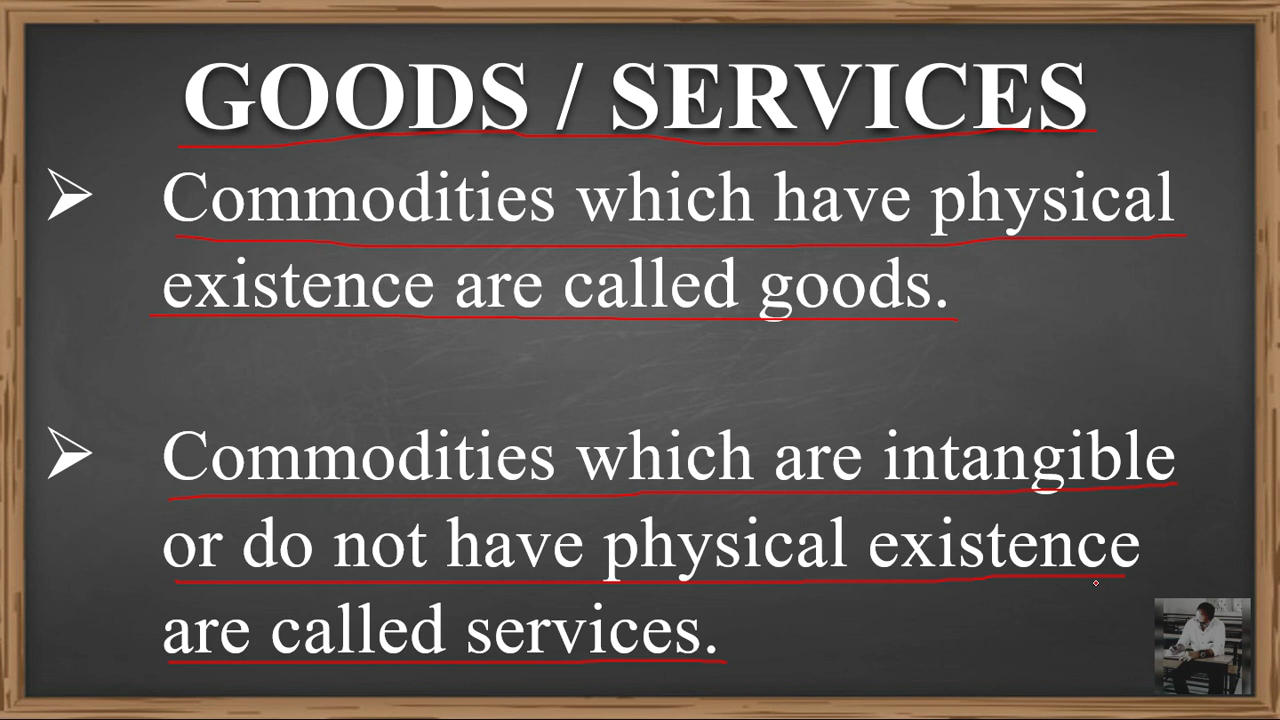 GOODS / SERVICES
Commodities which have physical
existence are called goods.
Commodities which are intangible
or do not have physical existence
are called services.